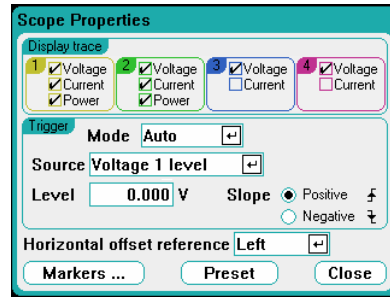 Scope Properties
Display trace
1 Voltage 2 Voltage 3 Voltage 4 Voltage
Current Current Current Current
Power Power
Trigger
Mode Auto
Source Voltage 1 level
Level 0.000 V Slope Positive
Negative
Horizontal offset reference Left
Markers ... Preset Close